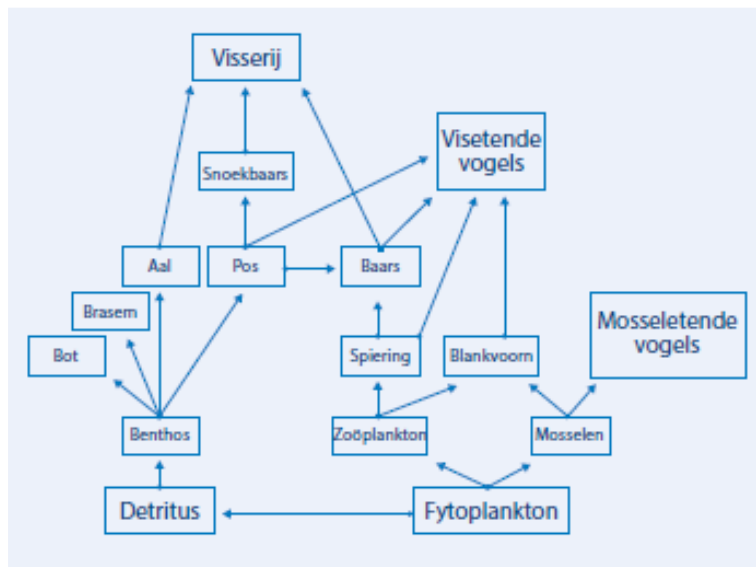 Visserij
Visetende
vogels
Snoekbaars
Aal
Pos
Baars
Brasem
Bot
Spiering
Blankvoorn
Mosseletende
vogels
Benthos
Zoöplankton
Mosselen
Detritus
Fytoplankton